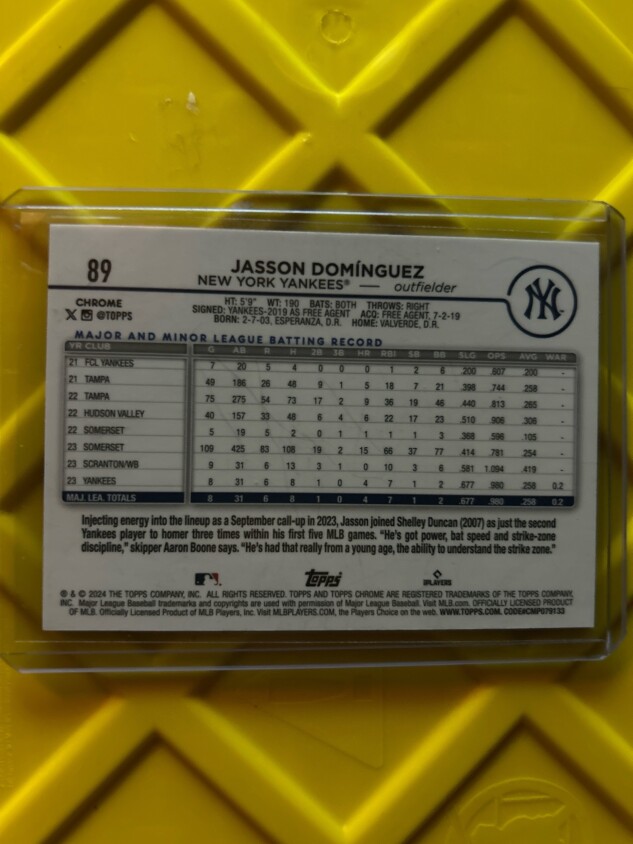 89
JASSON DOMÍNGUEZ
NEW YORK YANKEES® — outfielder
NY
CHROME
@TOPPS
HT: 5'9" WT: 190 BATS: BOTH THROWS: RIGHT
SIGNED: YANKEES-2019 AS FREE AGENT ACQ: FREE AGENT, 7-2-19
BORN: 2-7-03, ESPERANZA, D.R. HOME: VALVERDE, D.R.
MAJOR AND MINOR LEAGUE BATTING RECORD
YR CLUB G AB R H 2B 3B HR RBI SB BB SLG OPS AVG WAR
21 FCL YANKEES 7 20 5 4 0 0 0 1 2 6 .200 .607 .200 -
21 TAMPA 49 186 26 48 9 1 5 18 7 21 .398 .744 .258 -
22 TAMPA 75 275 54 73 17 2 9 36 19 46 .440 .813 .265 -
22 HUDSON VALLEY 40 157 33 48 6 4 6 22 17 23 .510 .906 .306 -
22 SOMERSET 5 19 5 2 0 1 1 1 1 3 .368 .596 .105 -
23 SOMERSET 109 425 83 108 19 2 15 66 37 77 .414 .781 .254 -
23 SCRANTON/WB 9 31 6 13 3 1 0 10 3 6 .581 1.094 .419 -
23 YANKEES 8 31 6 8 1 0 4 7 1 2 .677 .980 .258 0.2
MAJ. LEA. TOTALS 8 31 6 8 1 0 4 7 1 2 .677 .980 .258 0.2
Injecting energy into the lineup as a September call-up in 2023, Jasson joined Shelley Duncan (2007) as just the second
Yankees player to homer three times within his first five MLB games. "He's got power, bat speed and strike-zone
discipline," skipper Aaron Boone says. "He's had that really from a young age, the ability to understand the strike zone."
Topps
PLAYERS
® & © 2024 THE TOPPS COMPANY, INC. ALL RIGHTS RESERVED. TOPPS AND TOPPS CHROME ARE REGISTERED TRADEMARKS OF THE TOPPS COMPANY,
INC. Major League Baseball trademarks and copyrights are used with permission of Major League Baseball. Visit MLB.com. OFFICIALLY LICENSED PRODUCT
OF MLB. Officially Licensed Product of MLB Players, Inc. Visit MLBPLAYERS.COM, the Players Choice on the web. WWW.TOPPS.COM. CODE#CMP079133